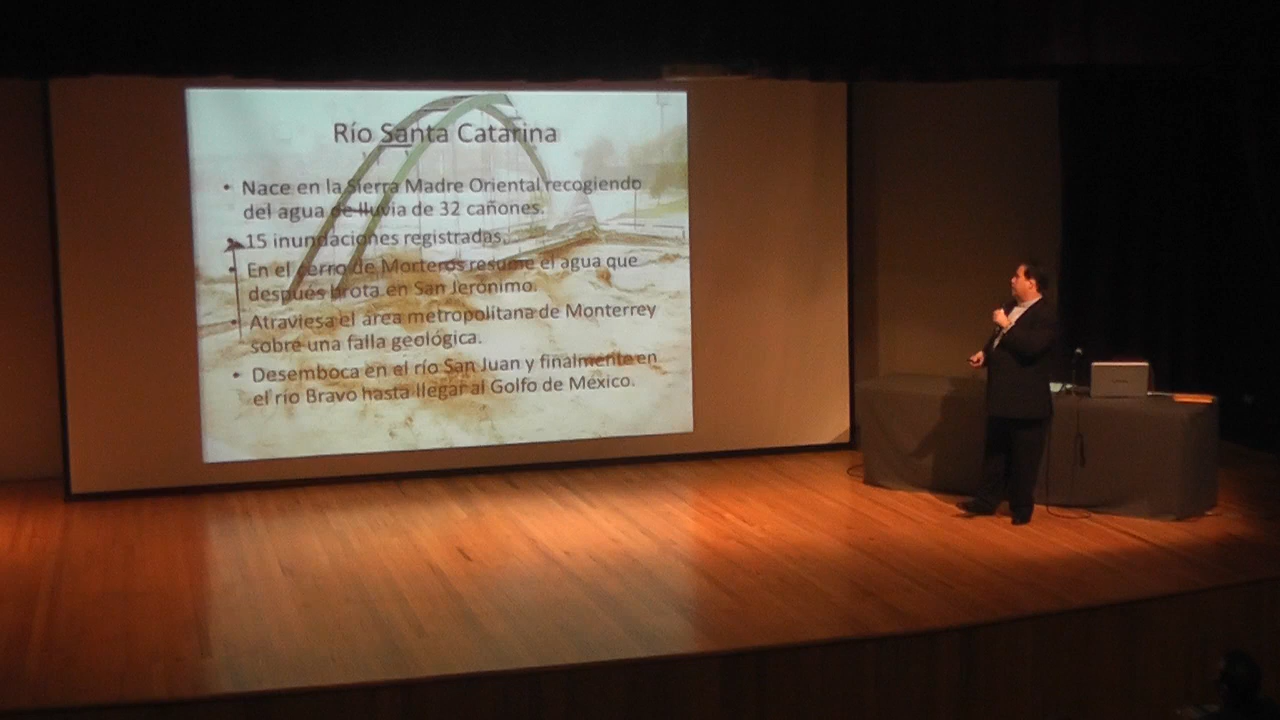 Río Santa Catarina
• Nace en la Sierra Madre Oriental recogiendo
del agua de lluvia de 32 cañones.
• 15 inundaciones registradas.
• En el cerro de Morteros resume el agua que
después brota en San Jerónimo.
• Atraviesa el área metropolitana de Monterrey
sobre una falla geológica.
• Desemboca en el río San Juan y finalmente en
el río Bravo hasta llegar al Golfo de México.